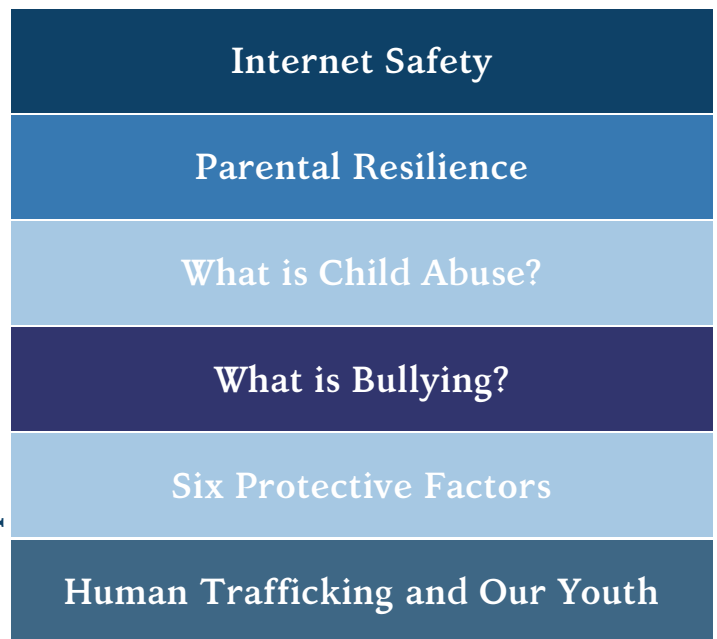 Internet Safety
Parental Resilience
What is Child Abuse?
What is Bullying?
Six Protective Factors
Human Trafficking and Our Youth